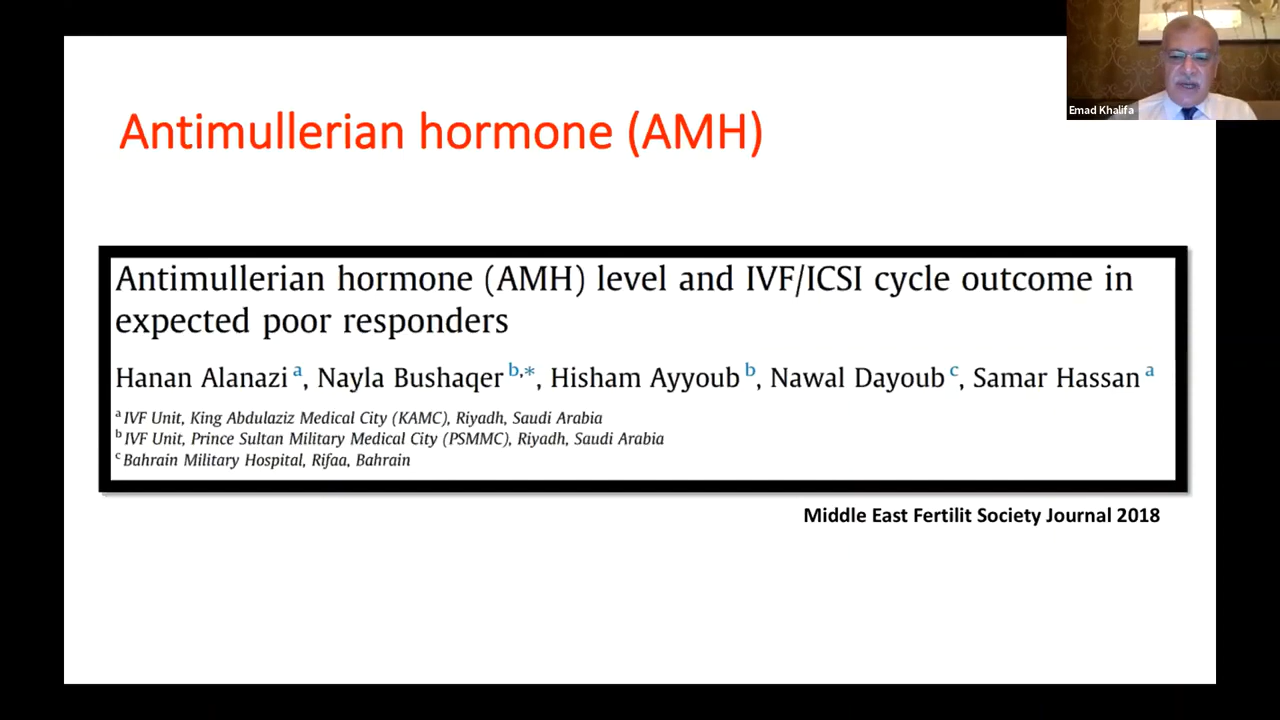 Emad Khalifa
Antimullerian hormone (AMH)
Antimullerian hormone (AMH) level and IVF/ICSI cycle outcome in
expected poor responders
Hanan Alanazi a, Nayla Bushaqer b,*, Hisham Ayyoub b, Nawal Dayoub c, Samar Hassan a
a IVF Unit, King Abdulaziz Medical City (KAMC), Riyadh, Saudi Arabia
b IVF Unit, Prince Sultan Military Medical City (PSMMC), Riyadh, Saudi Arabia
c Bahrain Military Hospital, Rifaa, Bahrain
Middle East Fertilit Society Journal 2018